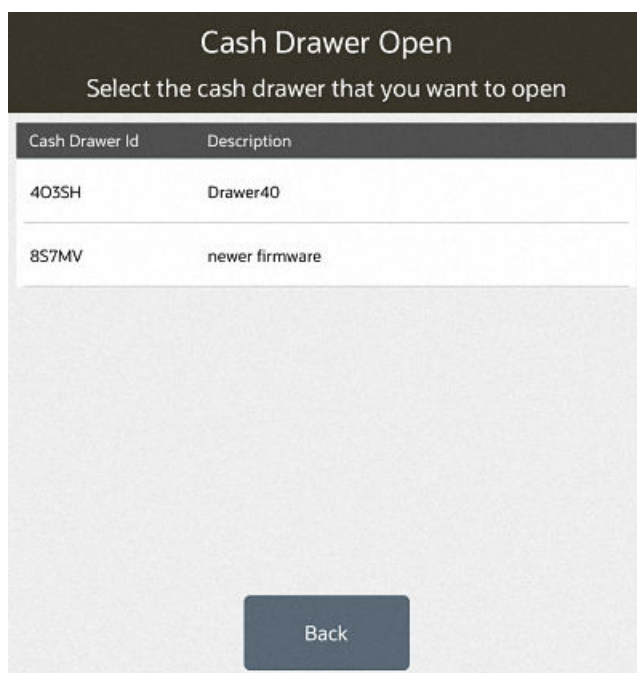 Cash Drawer Open
Select the cash drawer that you want to open
Cash Drawer Id Description
4O3SH Drawer40
8S7MV newer firmware
Back